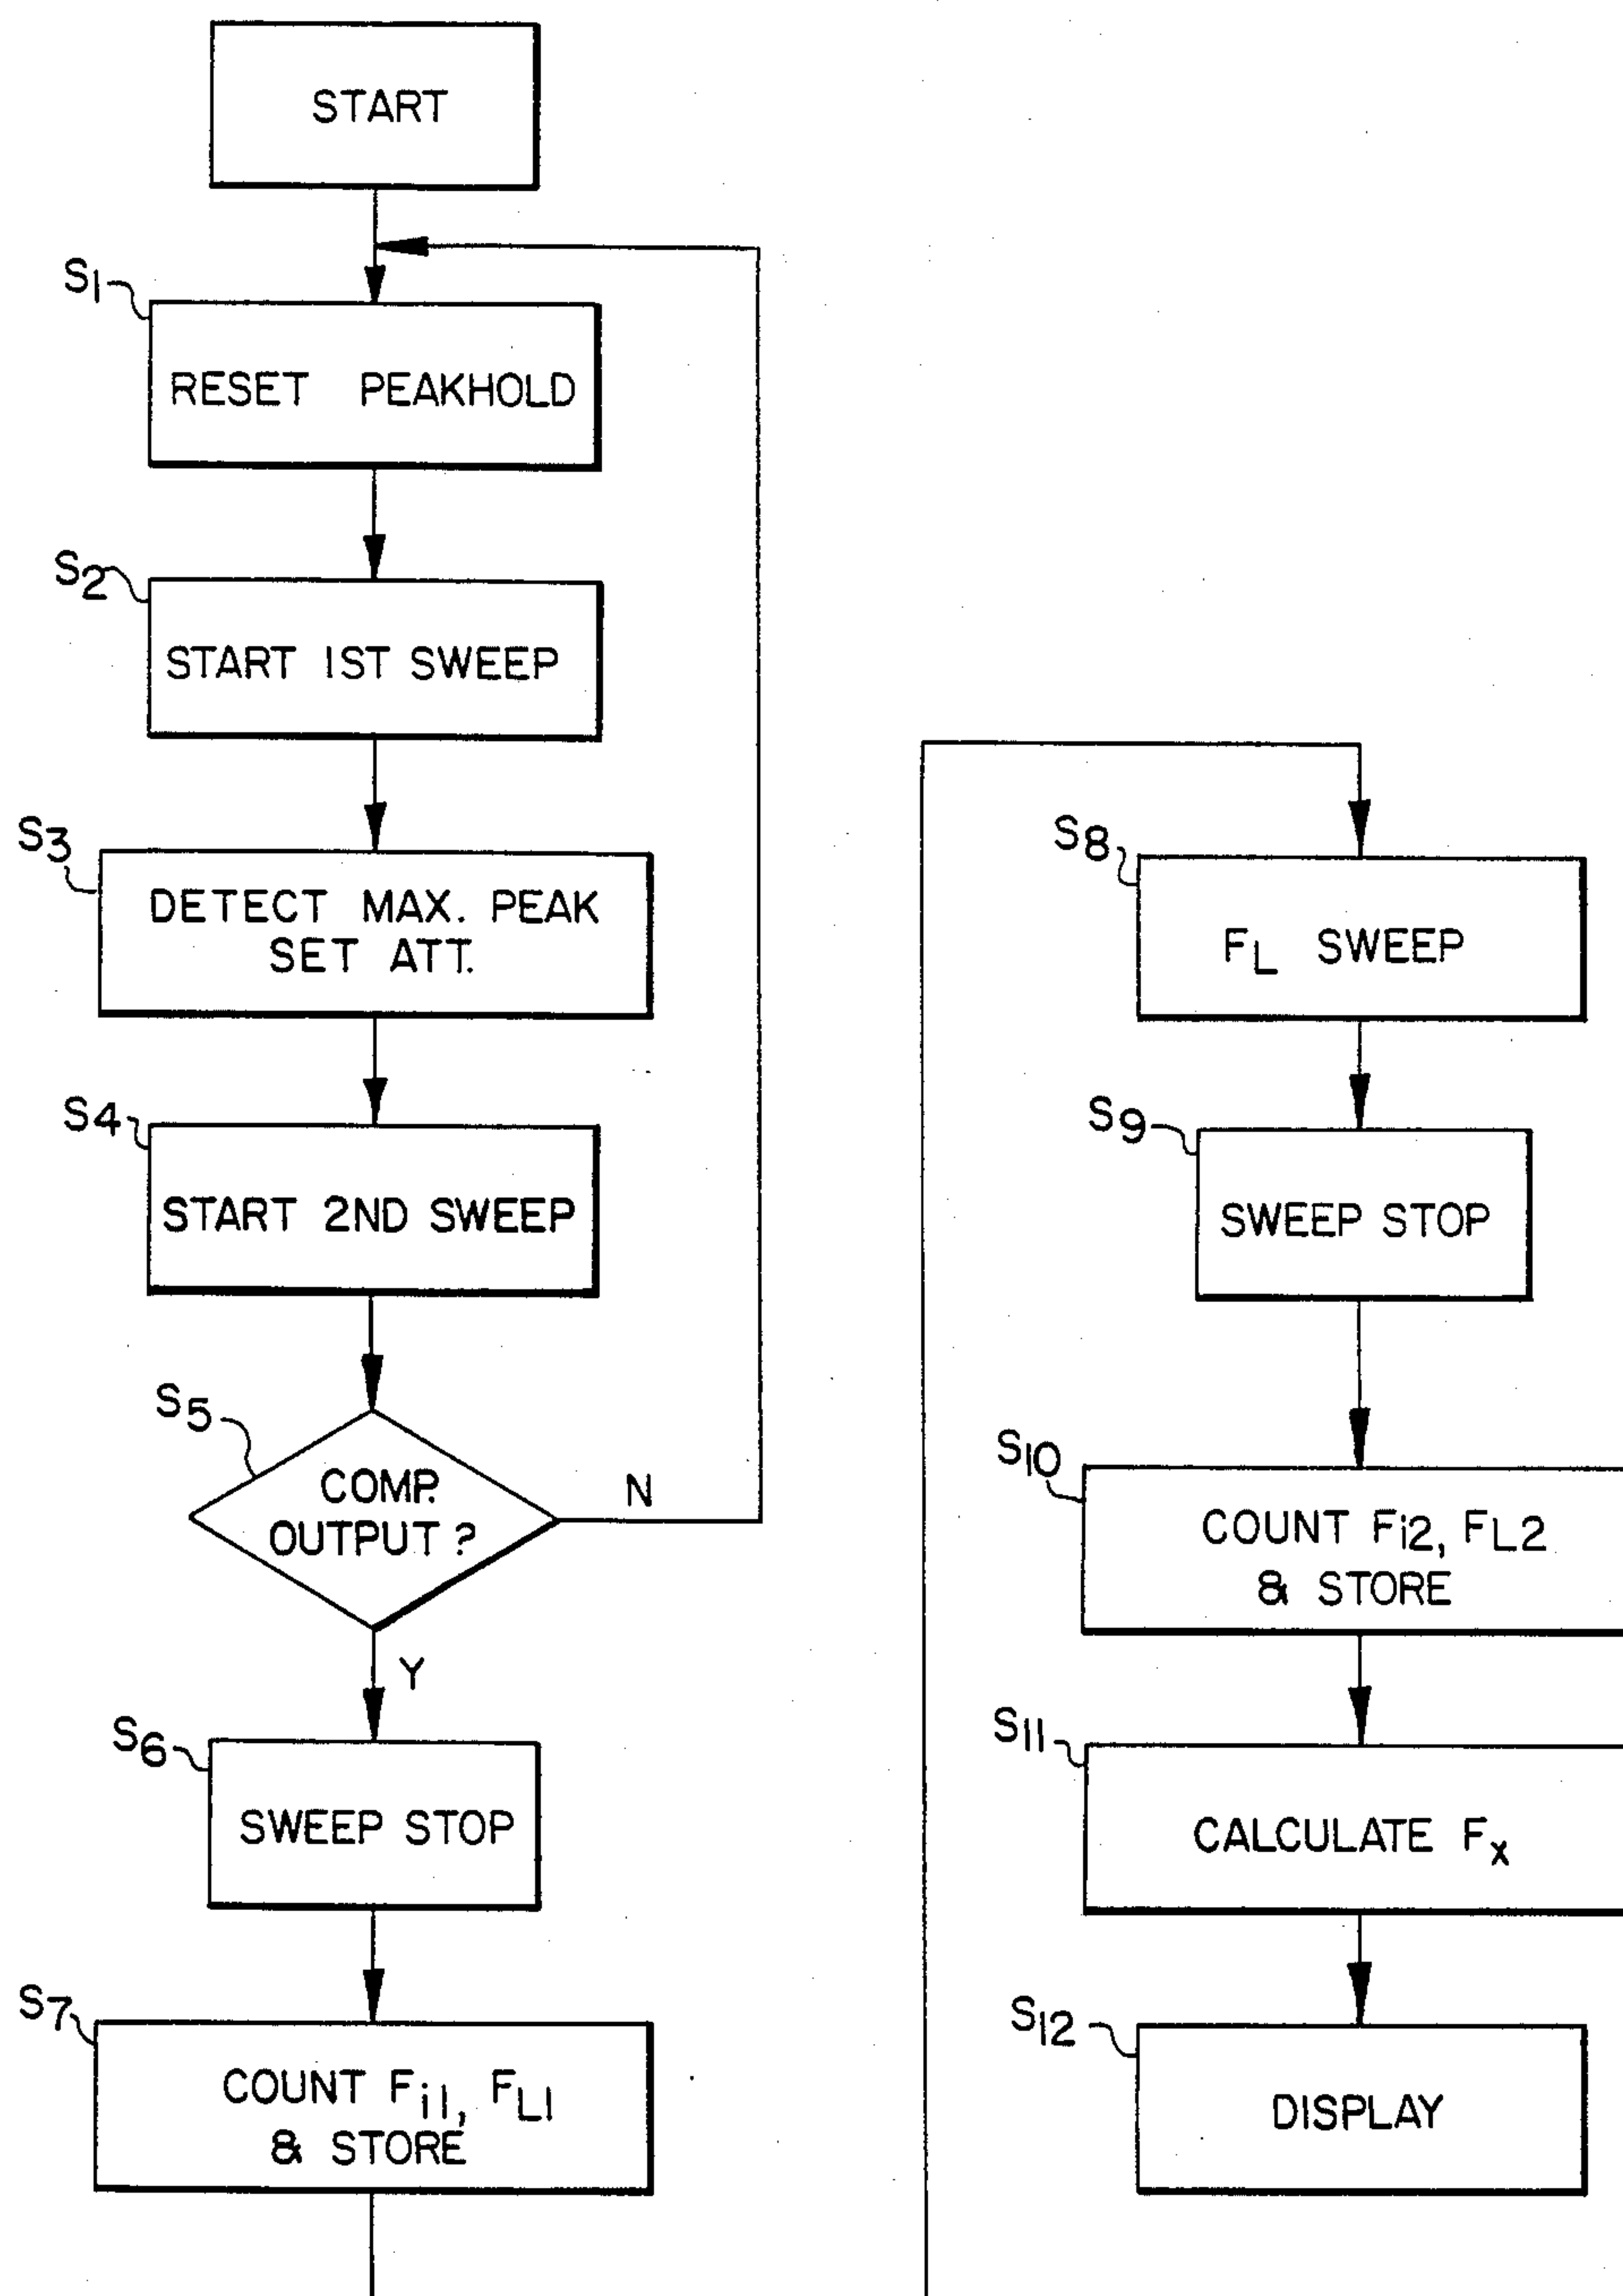 START
S1
RESET PEAKHOLD
S2
START 1ST SWEEP
S3
DETECT MAX. PEAK
SET ATT.
S4
START 2ND SWEEP
S5
COMP.
OUTPUT ?
N
Y
S6
SWEEP STOP
S7
COUNT Fi1, FL1
& STORE
S8
FL SWEEP
S9
SWEEP STOP
S10
COUNT Fi2, FL2
& STORE
S11
CALCULATE Fx
S12
DISPLAY